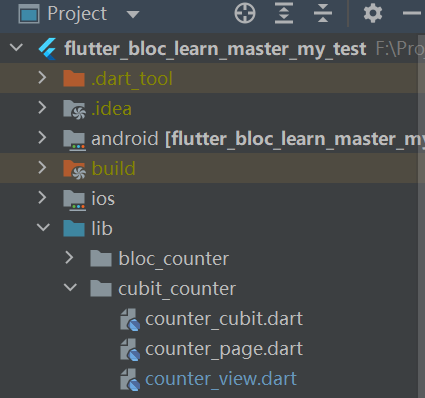 Project
flutter_bloc_learn_master_my_test F:\Pro
.dart_tool
.idea
android [flutter_bloc_learn_master_my
build
ios
lib
bloc_counter
cubit_counter
counter_cubit.dart
counter_page.dart
counter_view.dart